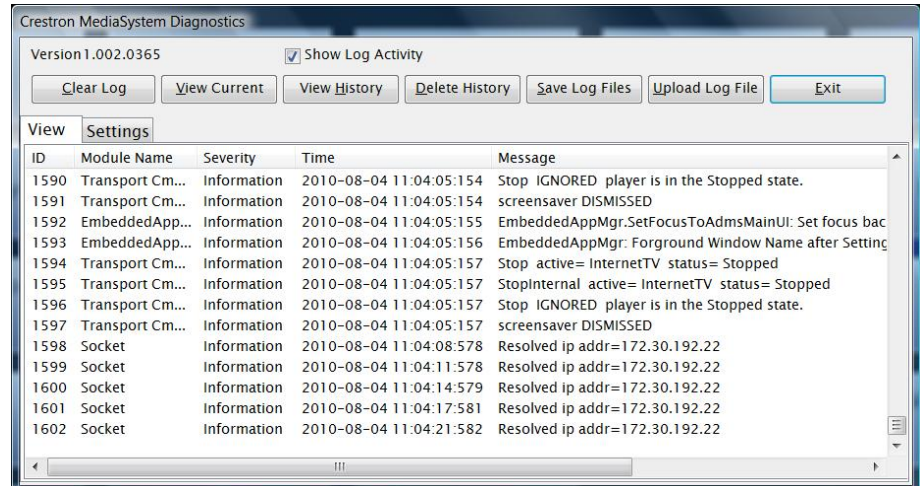 Crestron MediaSystem Diagnostics
Version1.002.0365 Show Log Activity
Clear Log View Current View History Delete History Save Log Files Upload Log File Exit
View Settings
ID Module Name Severity Time Message
1590 Transport Cm... Information 2010-08-04 11:04:05:154 Stop IGNORED player is in the Stopped state.
1591 Transport Cm... Information 2010-08-04 11:04:05:154 screensaver DISMISSED
1592 EmbeddedApp... Information 2010-08-04 11:04:05:155 EmbeddedAppMgr.SetFocusToAdmsMainUI: Set focus bac
1593 EmbeddedApp... Information 2010-08-04 11:04:05:156 EmbeddedAppMgr: Forground Window Name after Setting
1594 Transport Cm... Information 2010-08-04 11:04:05:157 Stop active= InternetTV status= Stopped
1595 Transport Cm... Information 2010-08-04 11:04:05:157 StopInternal active= InternetTV status= Stopped
1596 Transport Cm... Information 2010-08-04 11:04:05:157 Stop IGNORED player is in the Stopped state.
1597 Transport Cm... Information 2010-08-04 11:04:05:157 screensaver DISMISSED
1598 Socket Information 2010-08-04 11:04:08:578 Resolved ip addr=172.30.192.22
1599 Socket Information 2010-08-04 11:04:11:578 Resolved ip addr=172.30.192.22
1600 Socket Information 2010-08-04 11:04:14:579 Resolved ip addr=172.30.192.22
1601 Socket Information 2010-08-04 11:04:17:581 Resolved ip addr=172.30.192.22
1602 Socket Information 2010-08-04 11:04:21:582 Resolved ip addr=172.30.192.22